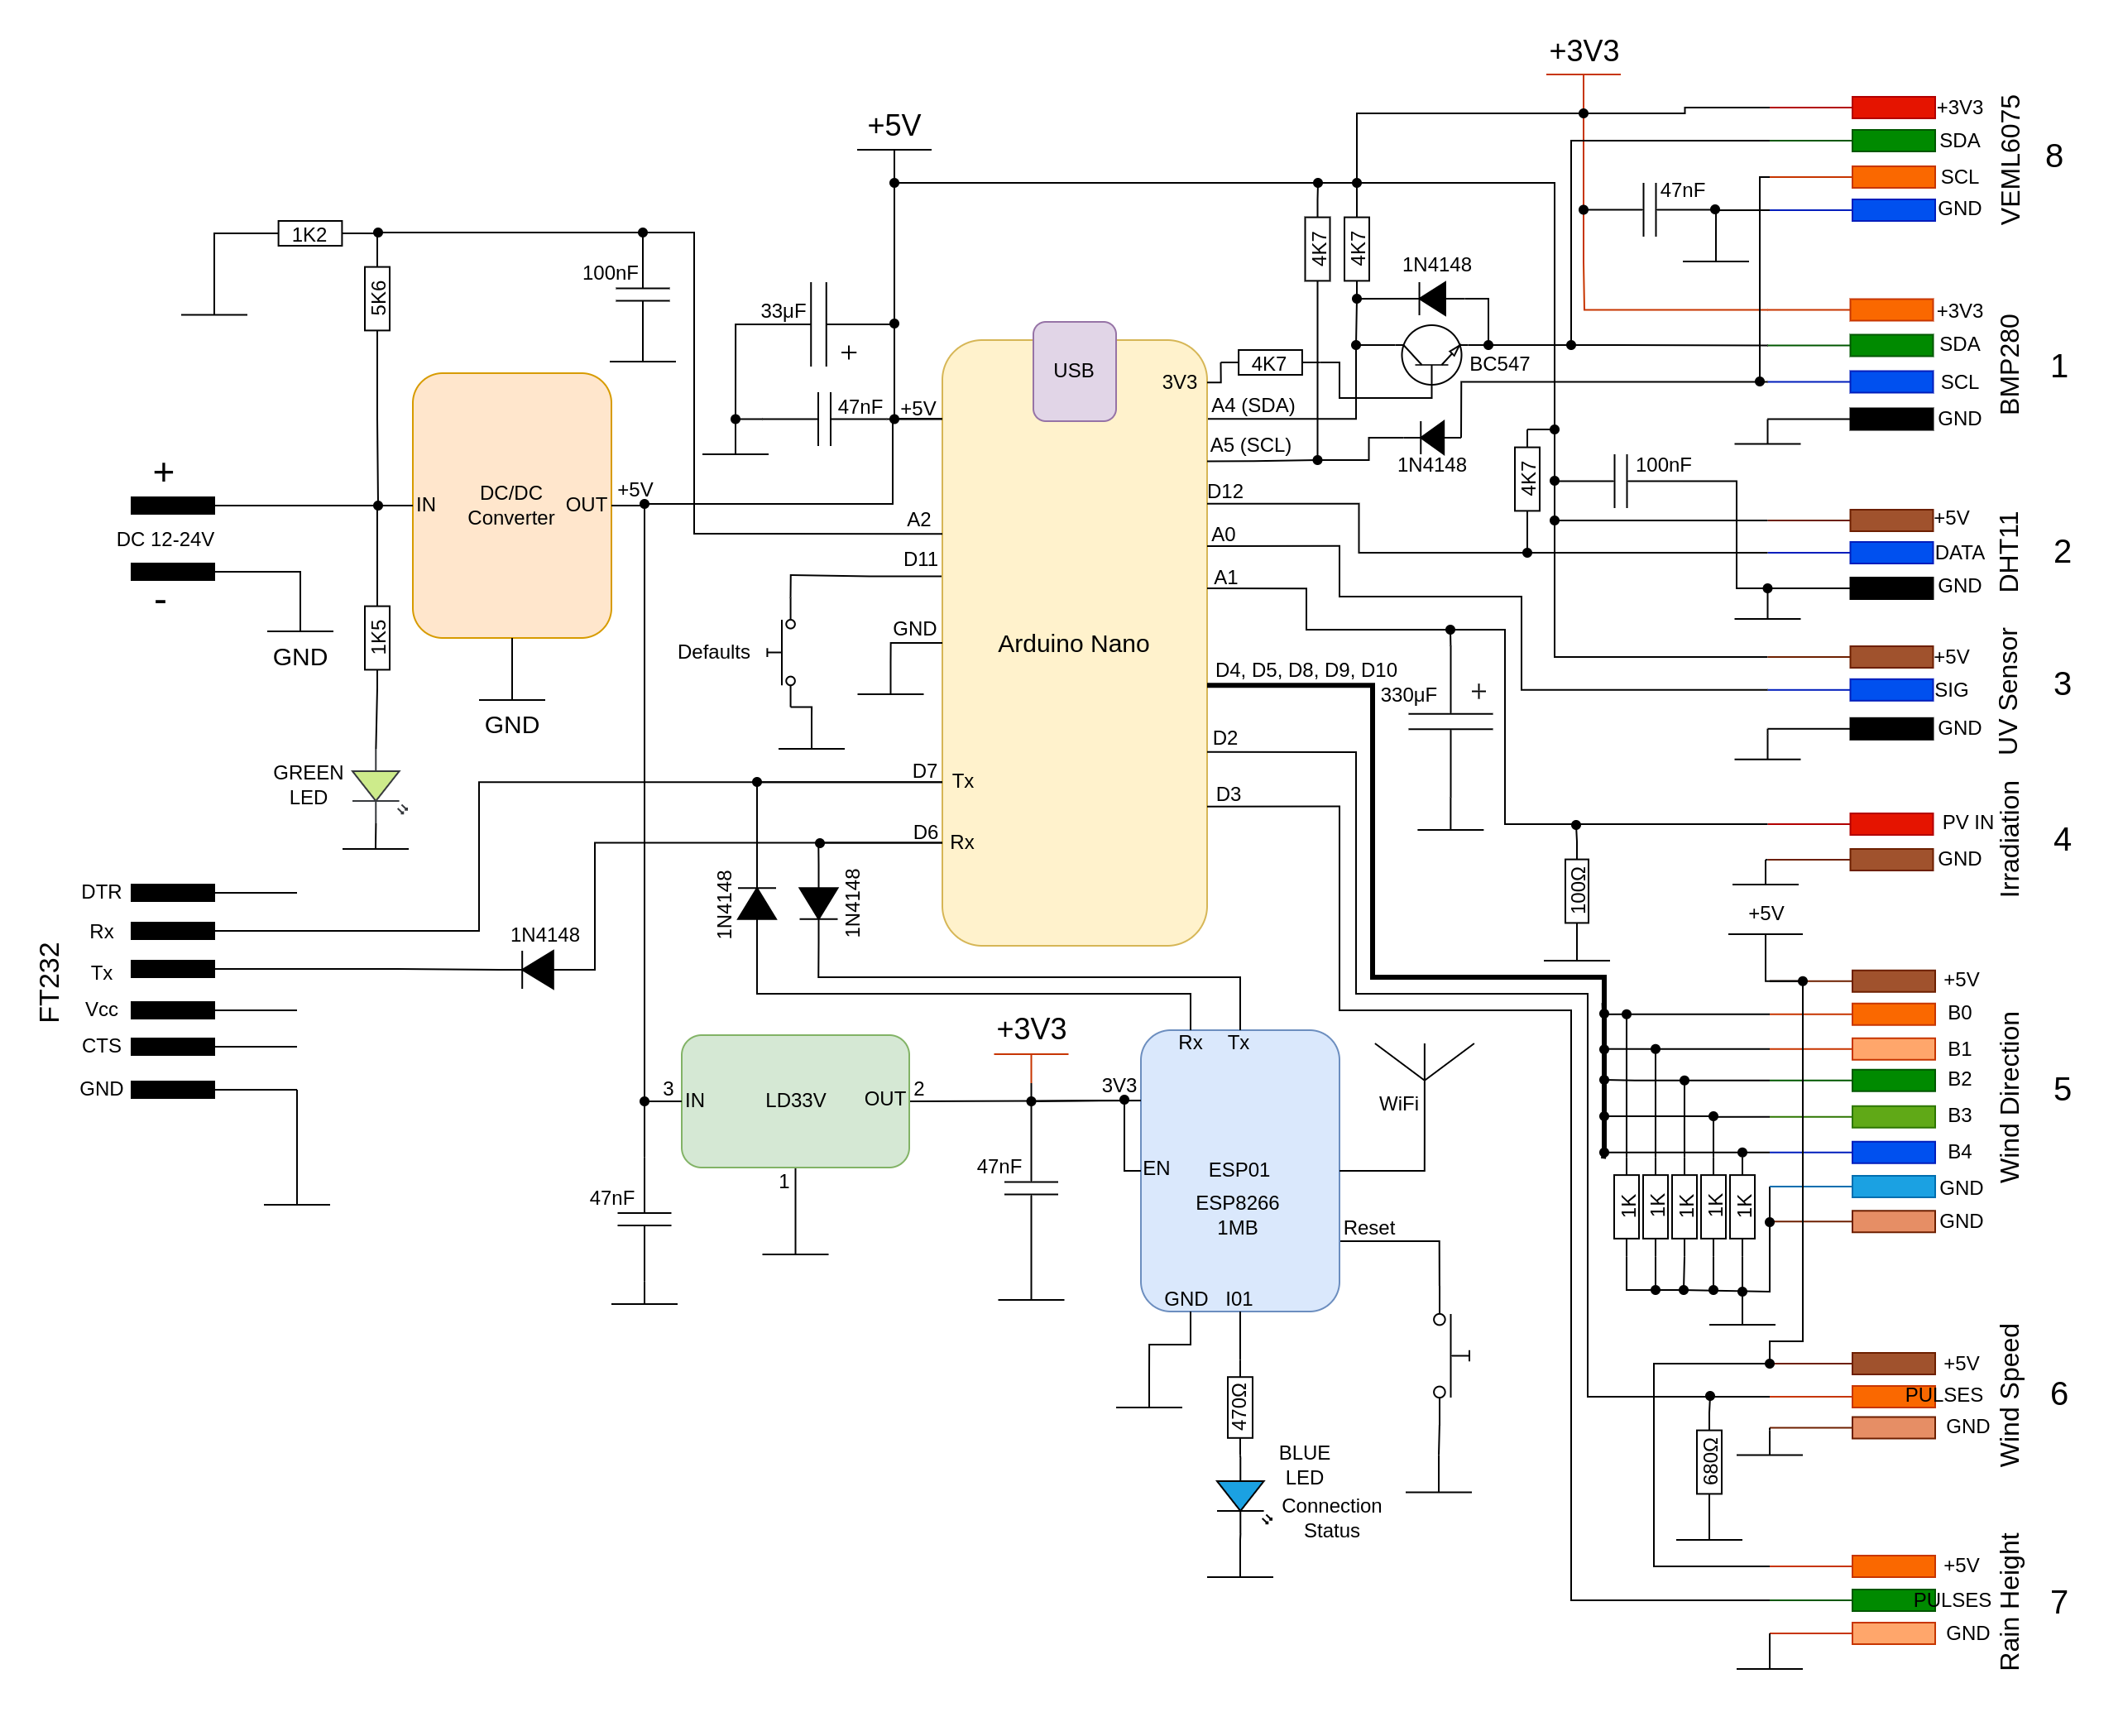 +3V3
+5V
+3V3
SDA
SCL
GND
VEML6075
8
47nF
1K2
5K6
100nF
33µF
+
47nF
+5V
USB
3V3
4K7
4K7
4K7
1N4148
BC547
A4 (SDA)
A5 (SCL)
1N4148
+3V3
SDA
SCL
GND
BMP280
1
+
DC 12-24V
-
GND
IN
DC/DC
Converter
OUT
+5V
GND
1K5
GREEN
LED
A2
D11
GND
Defaults
Arduino Nano
D12
A0
A1
D4, D5, D8, D9, D10
D2
D3
4K7
100nF
+5V
DATA
GND
DHT11
2
+5V
SIG
GND
UV Sensor
3
330µF
+
D7
Tx
D6
Rx
PV IN
GND
Irradiation
4
100Ω
FT232
DTR
Rx
Tx
Vcc
CTS
GND
1N4148
1N4148
1N4148
+5V
+5V
B0
B1
B2
B3
B4
GND
GND
Wind Direction
5
1K
1K
1K
1K
1K
3
IN
LD33V
OUT
2
1
47nF
+3V3
47nF
3V3
Rx
Tx
EN
ESP01
ESP8266
1MB
GND
I01
WiFi
Reset
470Ω
BLUE
LED
Connection
Status
+5V
PULSES
GND
Wind Speed
6
680Ω
+5V
PULSES
GND
Rain Height
7